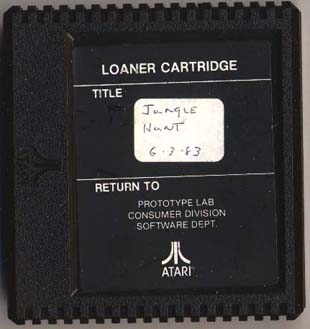 LOANER CARTRIDGE
TITLE
JUNGLE
HUNT
6·3·83
RETURN TO
PROTOTYPE LAB
CONSUMER DIVISION
SOFTWARE DEPT.
ATARI